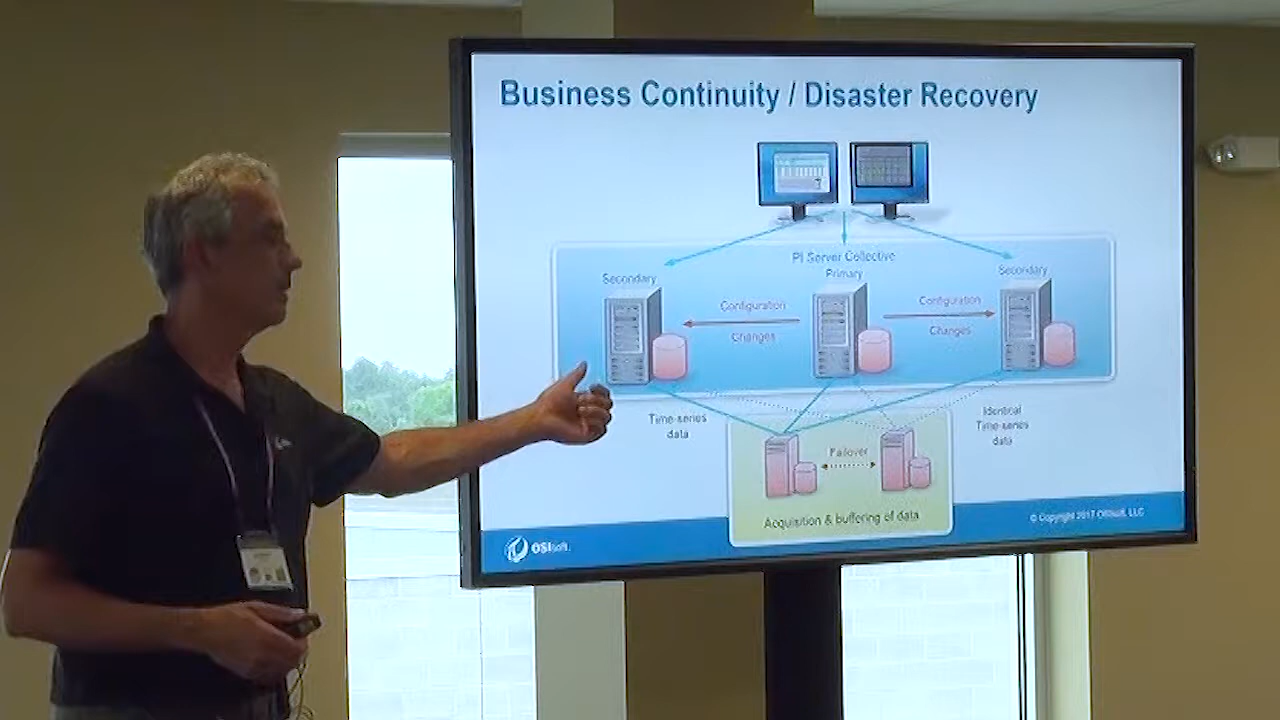 Business Continuity / Disaster Recovery
PI Server Collective
Secondary
Primary
Secondary
Configuration
Changes
Configuration
Changes
Time-series
data
Identical
Time-series
data
Failover
Acquisition & buffering of data
OSIsoft.
© Copyright 2017 OSIsoft, LLC